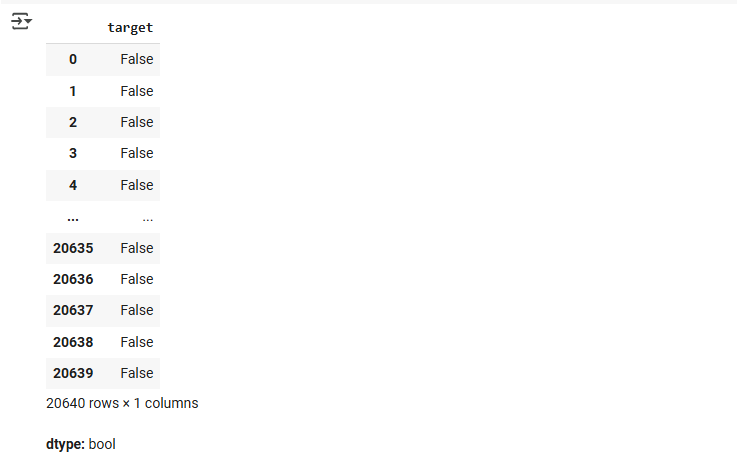 target
0 False
1 False
2 False
3 False
4 False
... ...
20635 False
20636 False
20637 False
20638 False
20639 False
20640 rows × 1 columns
dtype: bool